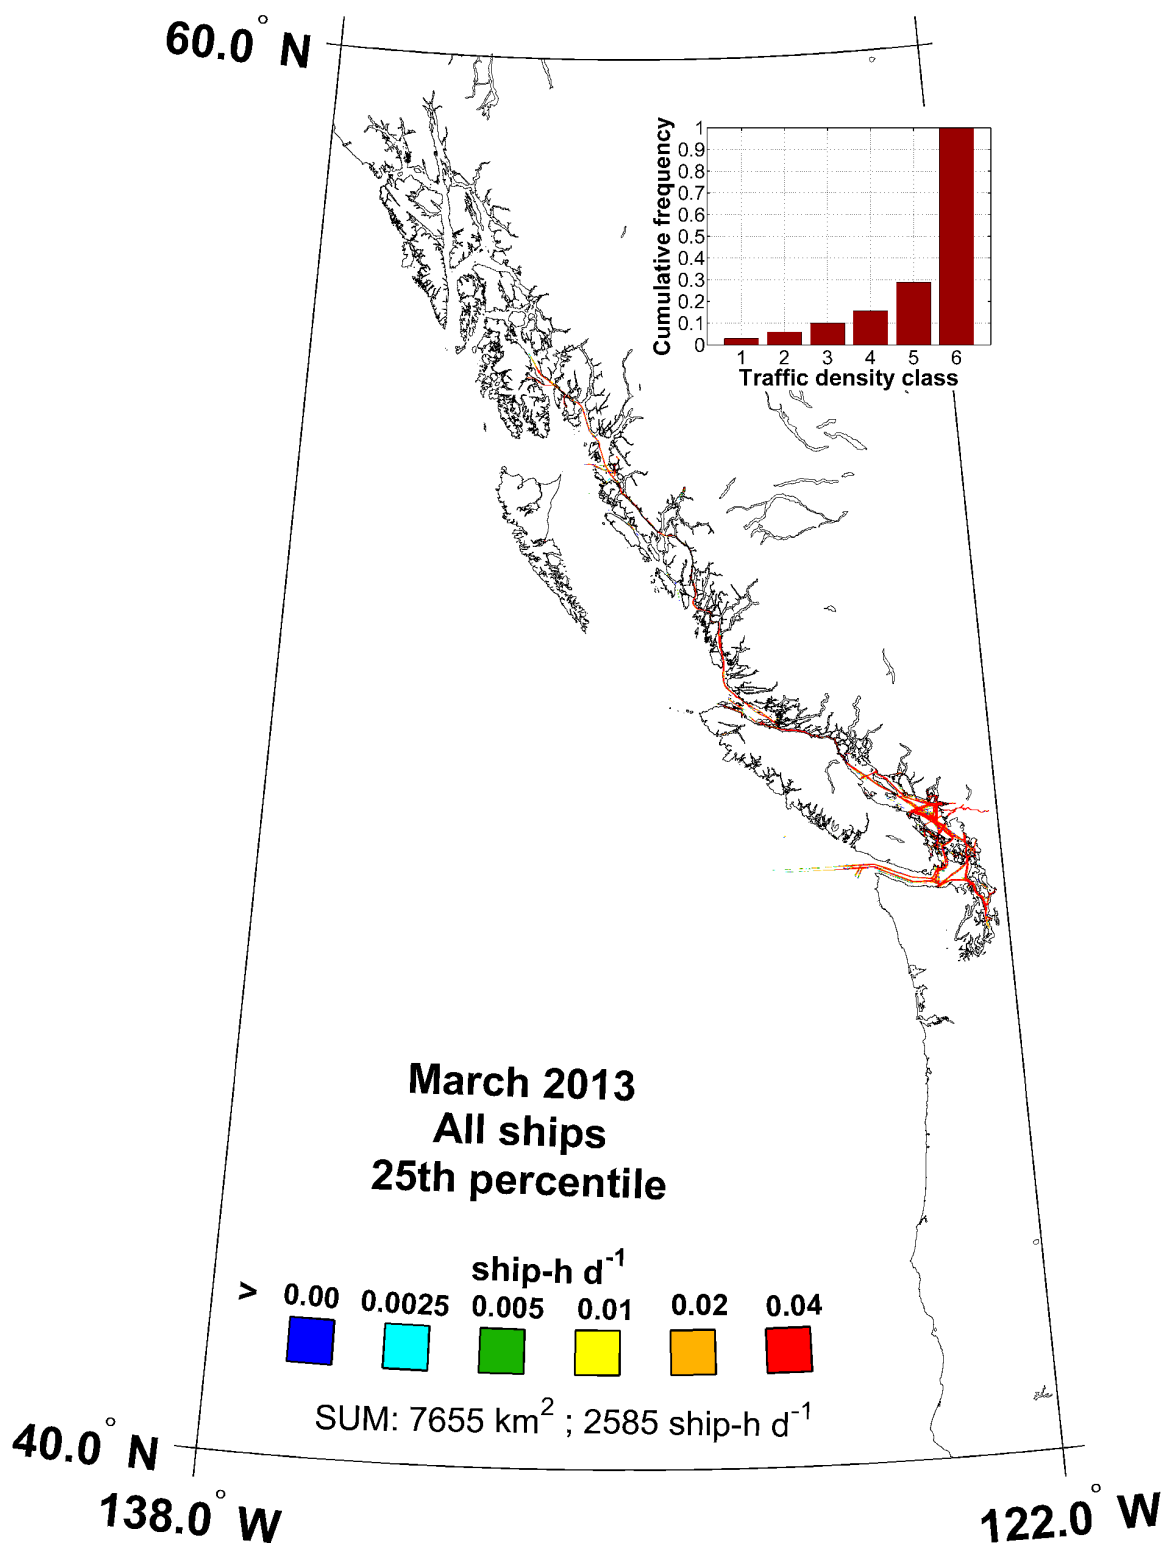 60.0° N
Cumulative frequency
1
0.9
0.8
0.7
0.6
0.5
0.4
0.3
0.2
0.1
0
1 2 3 4 5 6
Traffic density class
March 2013
All ships
25th percentile
ship-h d⁻¹
> 0.00 0.0025 0.005 0.01 0.02 0.04
SUM: 7655 km² ; 2585 ship-h d⁻¹
40.0° N
138.0° W
122.0° W